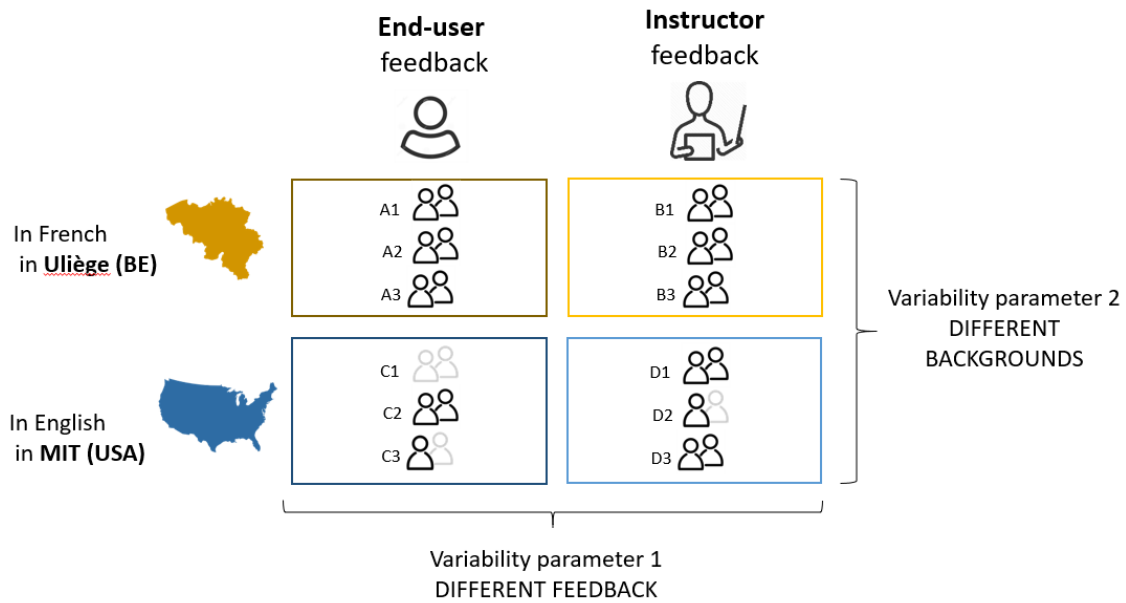 End-user
feedback
Instructor
feedback
In French
in Uliège (BE)
A1
A2
A3
B1
B2
B3
Variability parameter 2
DIFFERENT
BACKGROUNDS
In English
in MIT (USA)
C1
C2
C3
D1
D2
D3
Variability parameter 1
DIFFERENT FEEDBACK